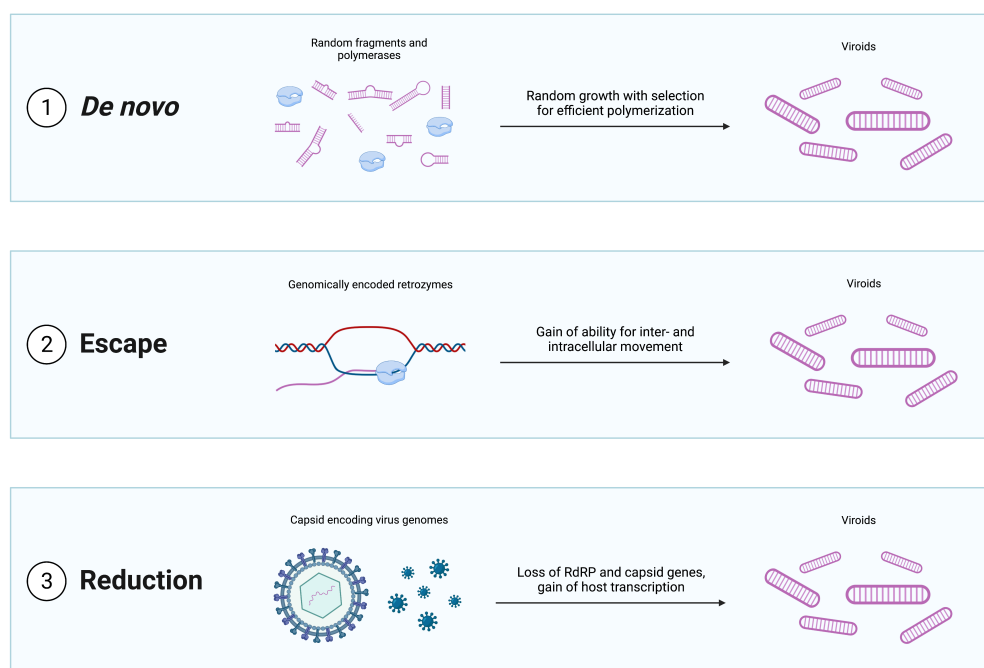 Random fragments and
polymerases
Viroids
1 De novo
Random growth with selection
for efficient polymerization
Genomically encoded retrozymes
Viroids
2 Escape
Gain of ability for inter- and
intracellular movement
Capsid encoding virus genomes
Viroids
3 Reduction
Loss of RdRP and capsid genes,
gain of host transcription